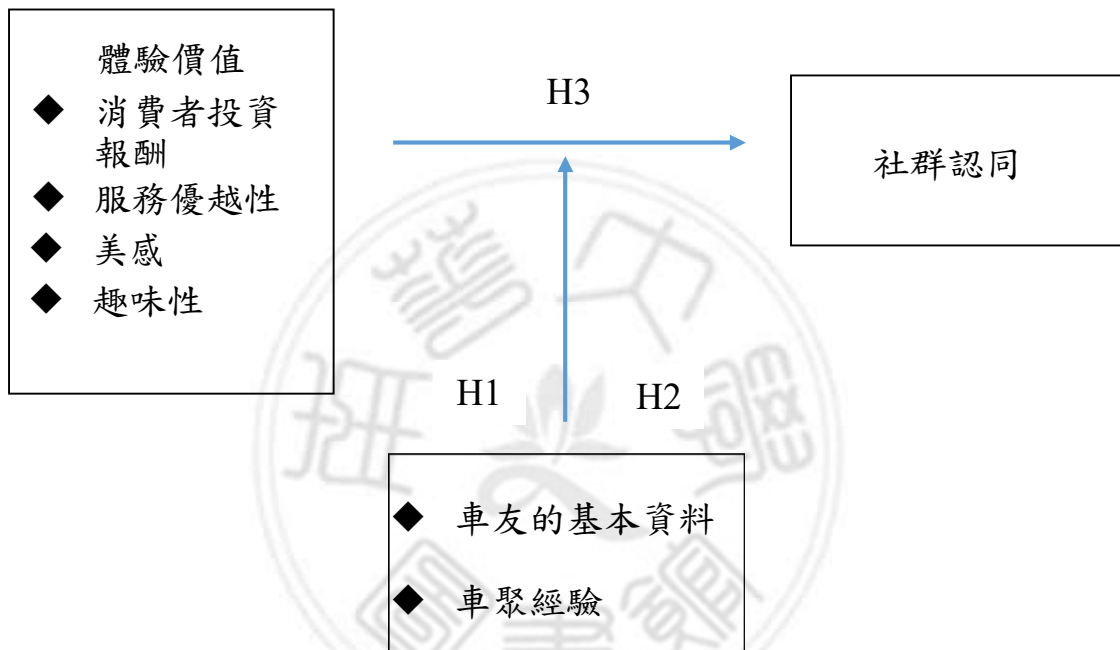 體驗價值
◆ 消費者投資
報酬
◆ 服務優越性
◆ 美感
◆ 趣味性
H3
社群認同
H1
H2
◆ 車友的基本資料
◆ 車聚經驗